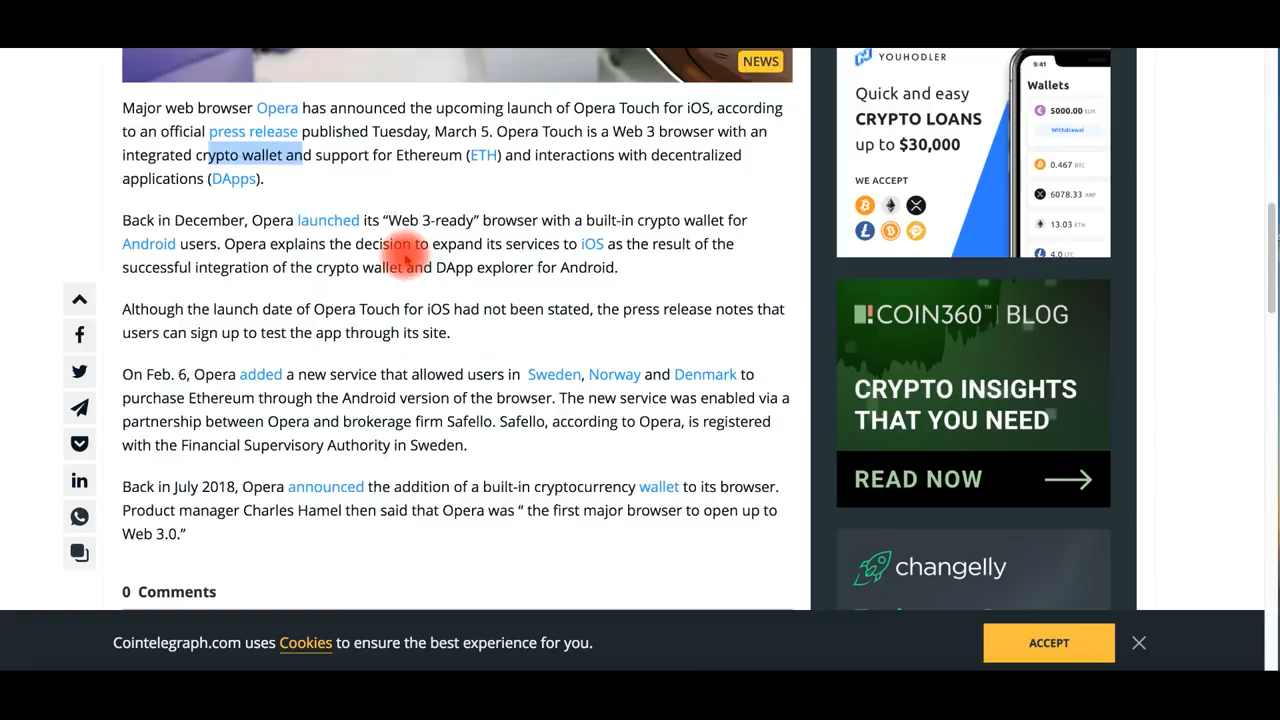 NEWS
Major web browser Opera has announced the upcoming launch of Opera Touch for iOS, according
to an official press release published Tuesday, March 5. Opera Touch is a Web 3 browser with an
integrated crypto wallet and support for Ethereum (ETH) and interactions with decentralized
applications (DApps).
Back in December, Opera launched its “Web 3-ready” browser with a built-in crypto wallet for
Android users. Opera explains the decision to expand its services to iOS as the result of the
successful integration of the crypto wallet and DApp explorer for Android.
Although the launch date of Opera Touch for iOS had not been stated, the press release notes that
users can sign up to test the app through its site.
On Feb. 6, Opera added a new service that allowed users in Sweden, Norway and Denmark to
purchase Ethereum through the Android version of the browser. The new service was enabled via a
partnership between Opera and brokerage firm Safello. Safello, according to Opera, is registered
with the Financial Supervisory Authority in Sweden.
Back in July 2018, Opera announced the addition of a built-in cryptocurrency wallet to its browser.
Product manager Charles Hamel then said that Opera was “ the first major browser to open up to
Web 3.0.”
0 Comments
YOUHODLER
Quick and easy
CRYPTO LOANS
up to $30,000
WE ACCEPT
9:41
Wallets
5000.00 EUR
Withdrawal
0.467 BTC
6078.33 XRP
13.03 ETH
4.0 LTC
COIN360™ | BLOG
CRYPTO INSIGHTS
THAT YOU NEED
READ NOW
changelly
Cointelegraph.com uses Cookies to ensure the best experience for you.
ACCEPT